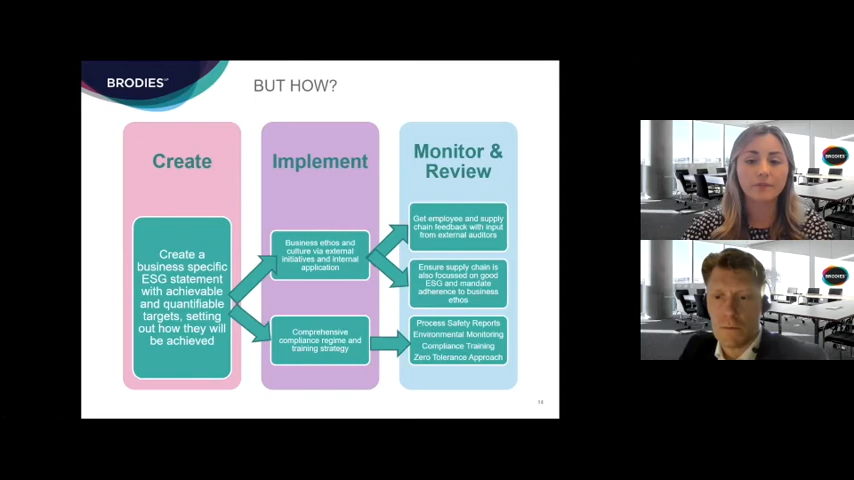 BRODIES LLP
BUT HOW?
Create
Create a
business specific
ESG statement
with achievable
and quantifiable
targets, setting
out how they will
be achieved
Implement
Business ethos and
culture via external
initiatives and internal
application
Comprehensive
compliance regime and
training strategy
Monitor &
Review
Get employee and supply
chain feedback with input
from external auditors
Ensure supply chain is
also focussed on good
ESG and mandate
adherence to business
ethos
Process Safety Reports
Environmental Monitoring
Compliance Training
Zero Tolerance Approach
14
BRODIES
BRODIES